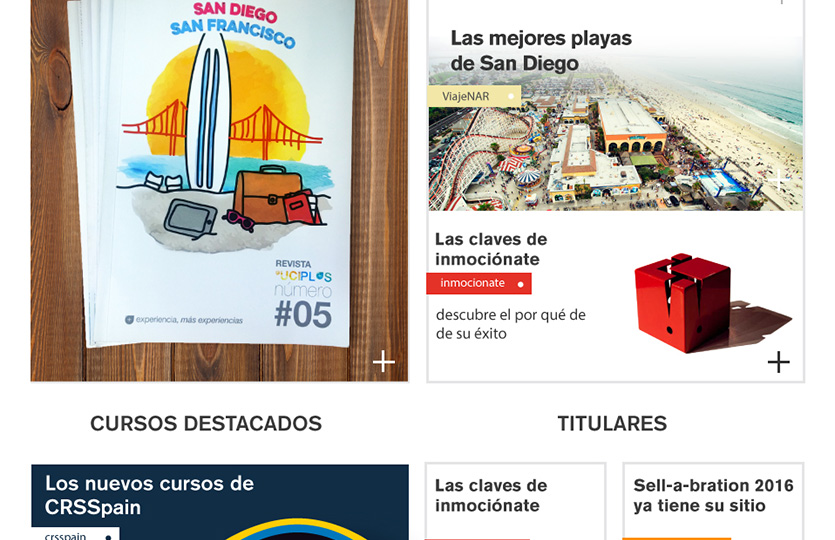 SAN DIEGO
SAN FRANCISCO
REVISTA
UCIPLUS
número
#05
experiencia, más experiencias
Las mejores playas
de San Diego
ViajeNAR
Las claves de
inmociónate
inmocionate
descubre el por qué de
de su éxito
CURSOS DESTACADOS
TITULARES
Los nuevos cursos de
CRSSpain
crsspain
Las claves de
inmociónate
Sell-a-bration 2016
ya tiene su sitio